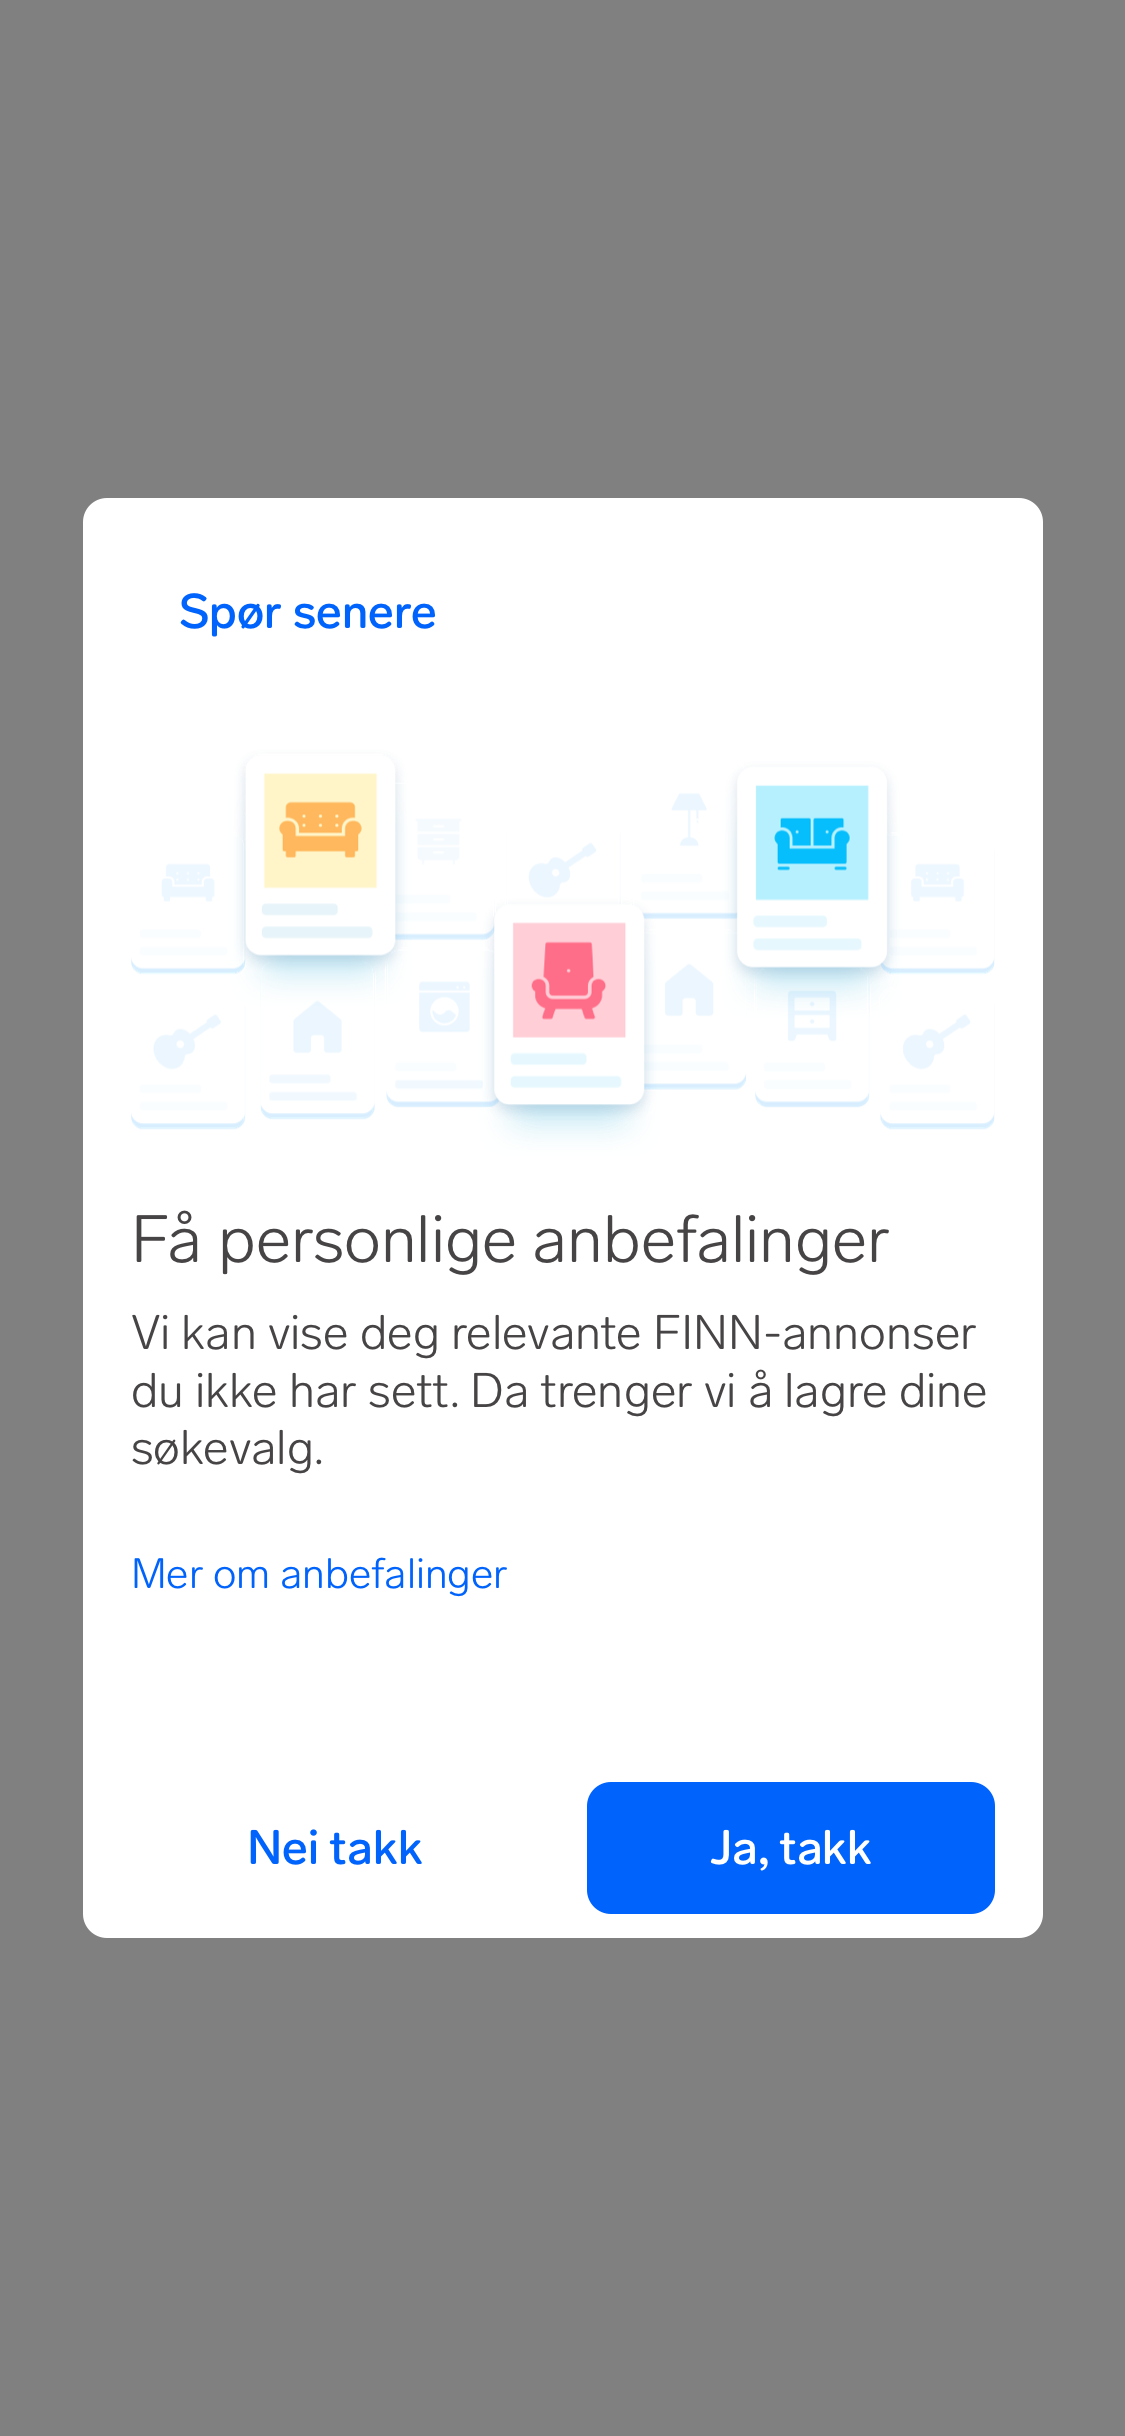 Spør senere
Få personlige anbefalinger
Vi kan vise deg relevante FINN-annonser
du ikke har sett. Da trenger vi å lagre dine
søkevalg.
Mer om anbefalinger
Nei takk
Ja, takk